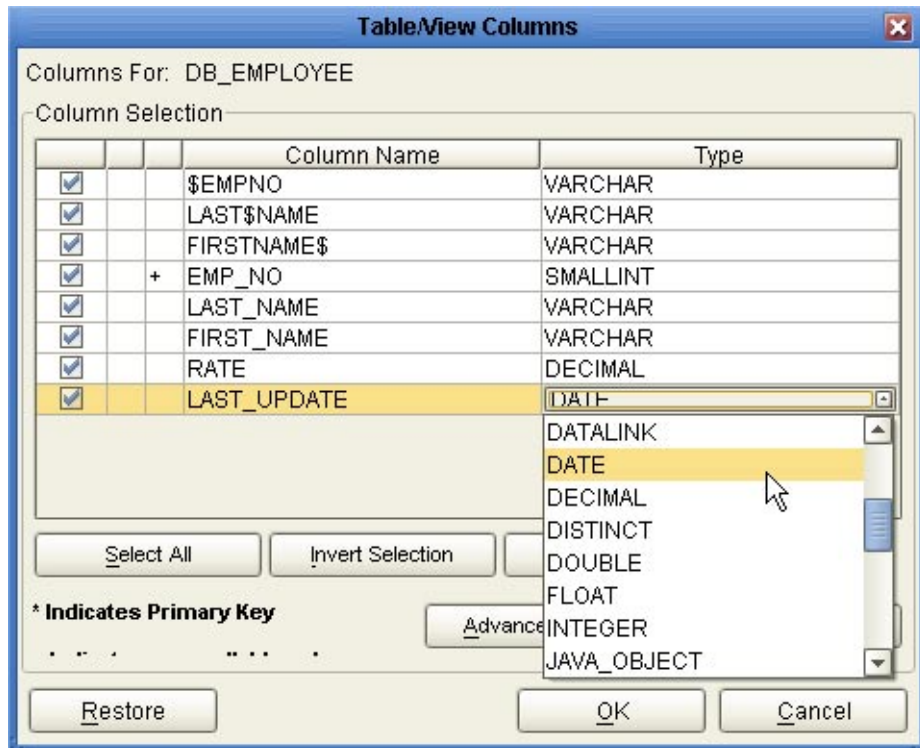 Table/View Columns
Columns For: DB_EMPLOYEE
Column Selection
Column Name Type
$EMPNO VARCHAR
LAST$NAME VARCHAR
FIRSTNAME$ VARCHAR
+ EMP_NO SMALLINT
LAST_NAME VARCHAR
FIRST_NAME VARCHAR
RATE DECIMAL
LAST_UPDATE DATE
DATALINK
DATE
DECIMAL
DISTINCT
DOUBLE
FLOAT
INTEGER
JAVA_OBJECT
Select All Invert Selection
* Indicates Primary Key
Advance
Restore OK Cancel